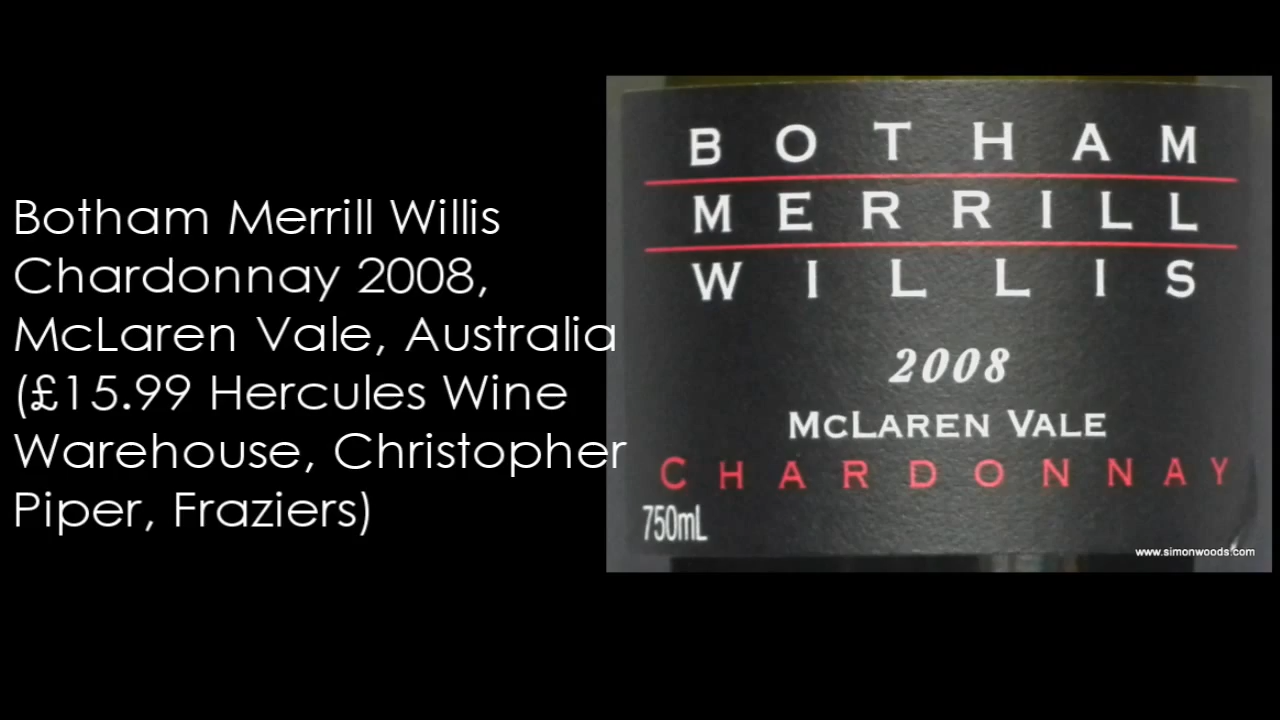 Botham Merrill Willis
Chardonnay 2008,
McLaren Vale, Australia
(£15.99 Hercules Wine
Warehouse, Christopher
Piper, Fraziers)
BOTHAM
MERRILL
WILLIS
2008
McLAREN VALE
CHARDONNAY
750mL
www.simonwoods.com